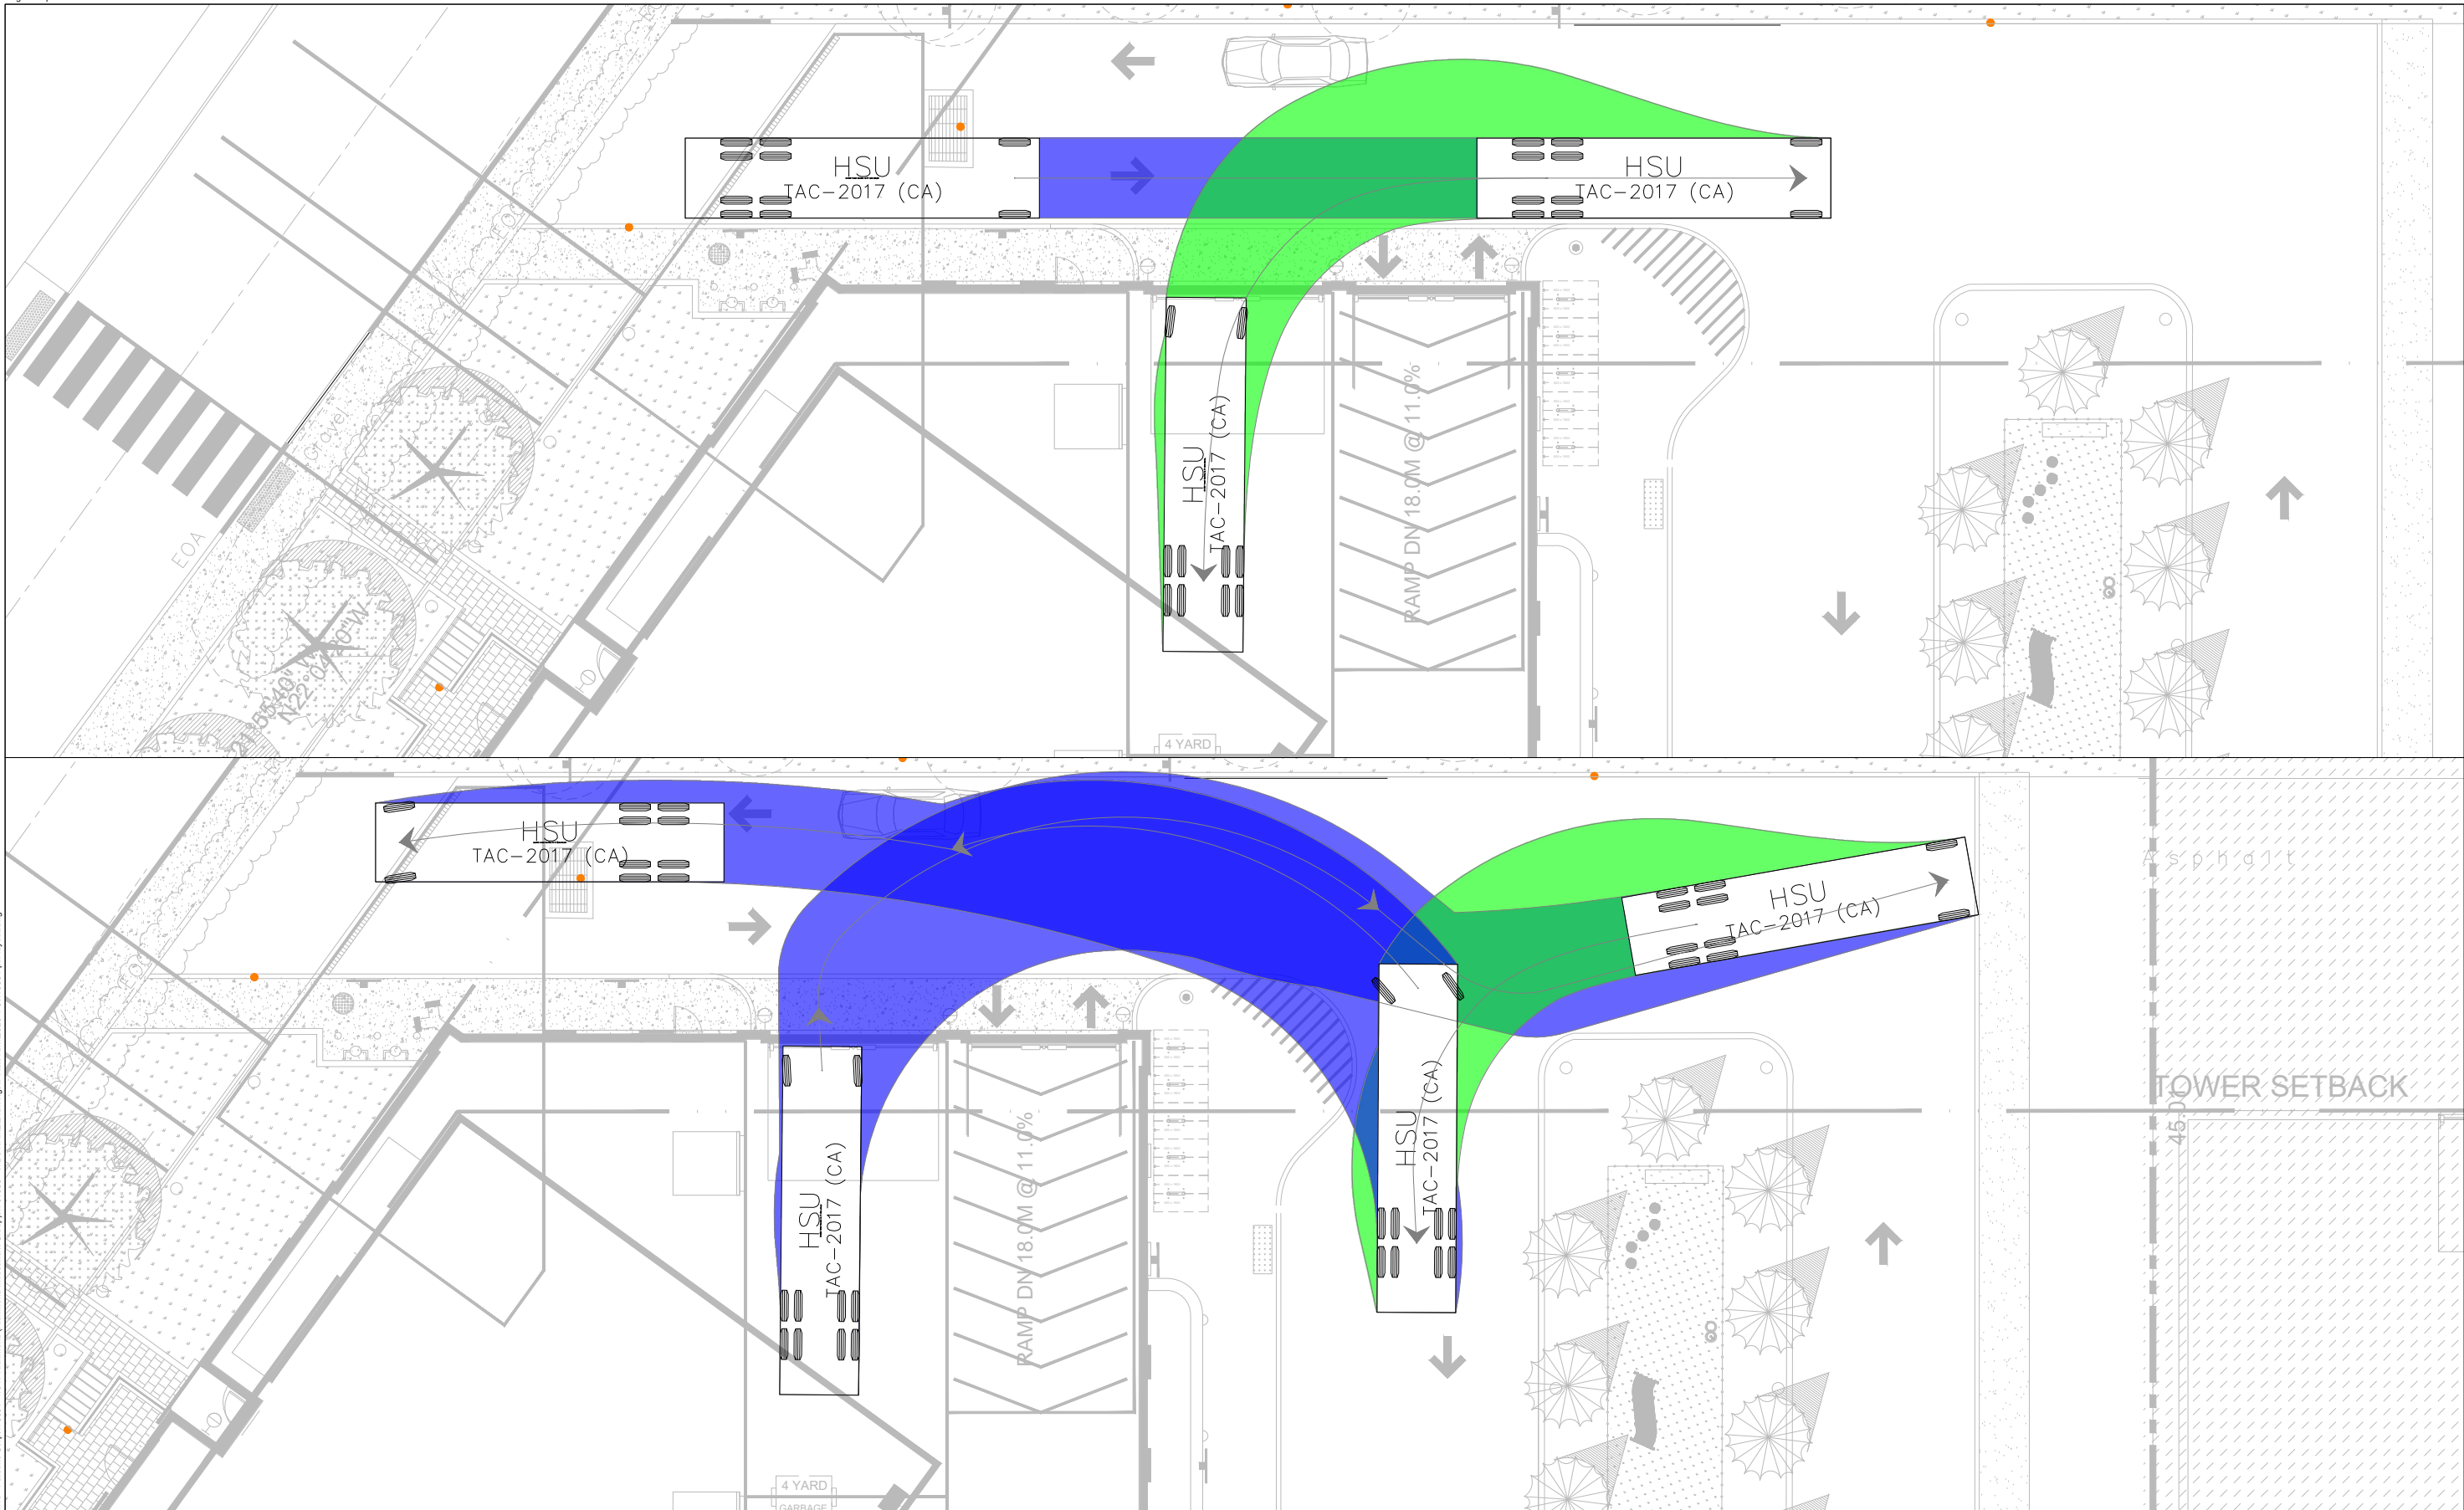 HSU
TAC-2017 (CA)
HSU
TAC-2017 (CA)
HSU
TAC-2017 (CA)
RAMP DN 18.0M @ 11.0%
Gravel
EOA
4 YARD
HSU
TAC-2017 (CA)
HSU
TAC-2017 (CA)
Asphalt
HSU
TAC-2017 (CA)
HSU
TAC-2017 (CA)
RAMP DN 18.0M @ 11.0%
TOWER SETBACK
4 YARD
GARBAGE